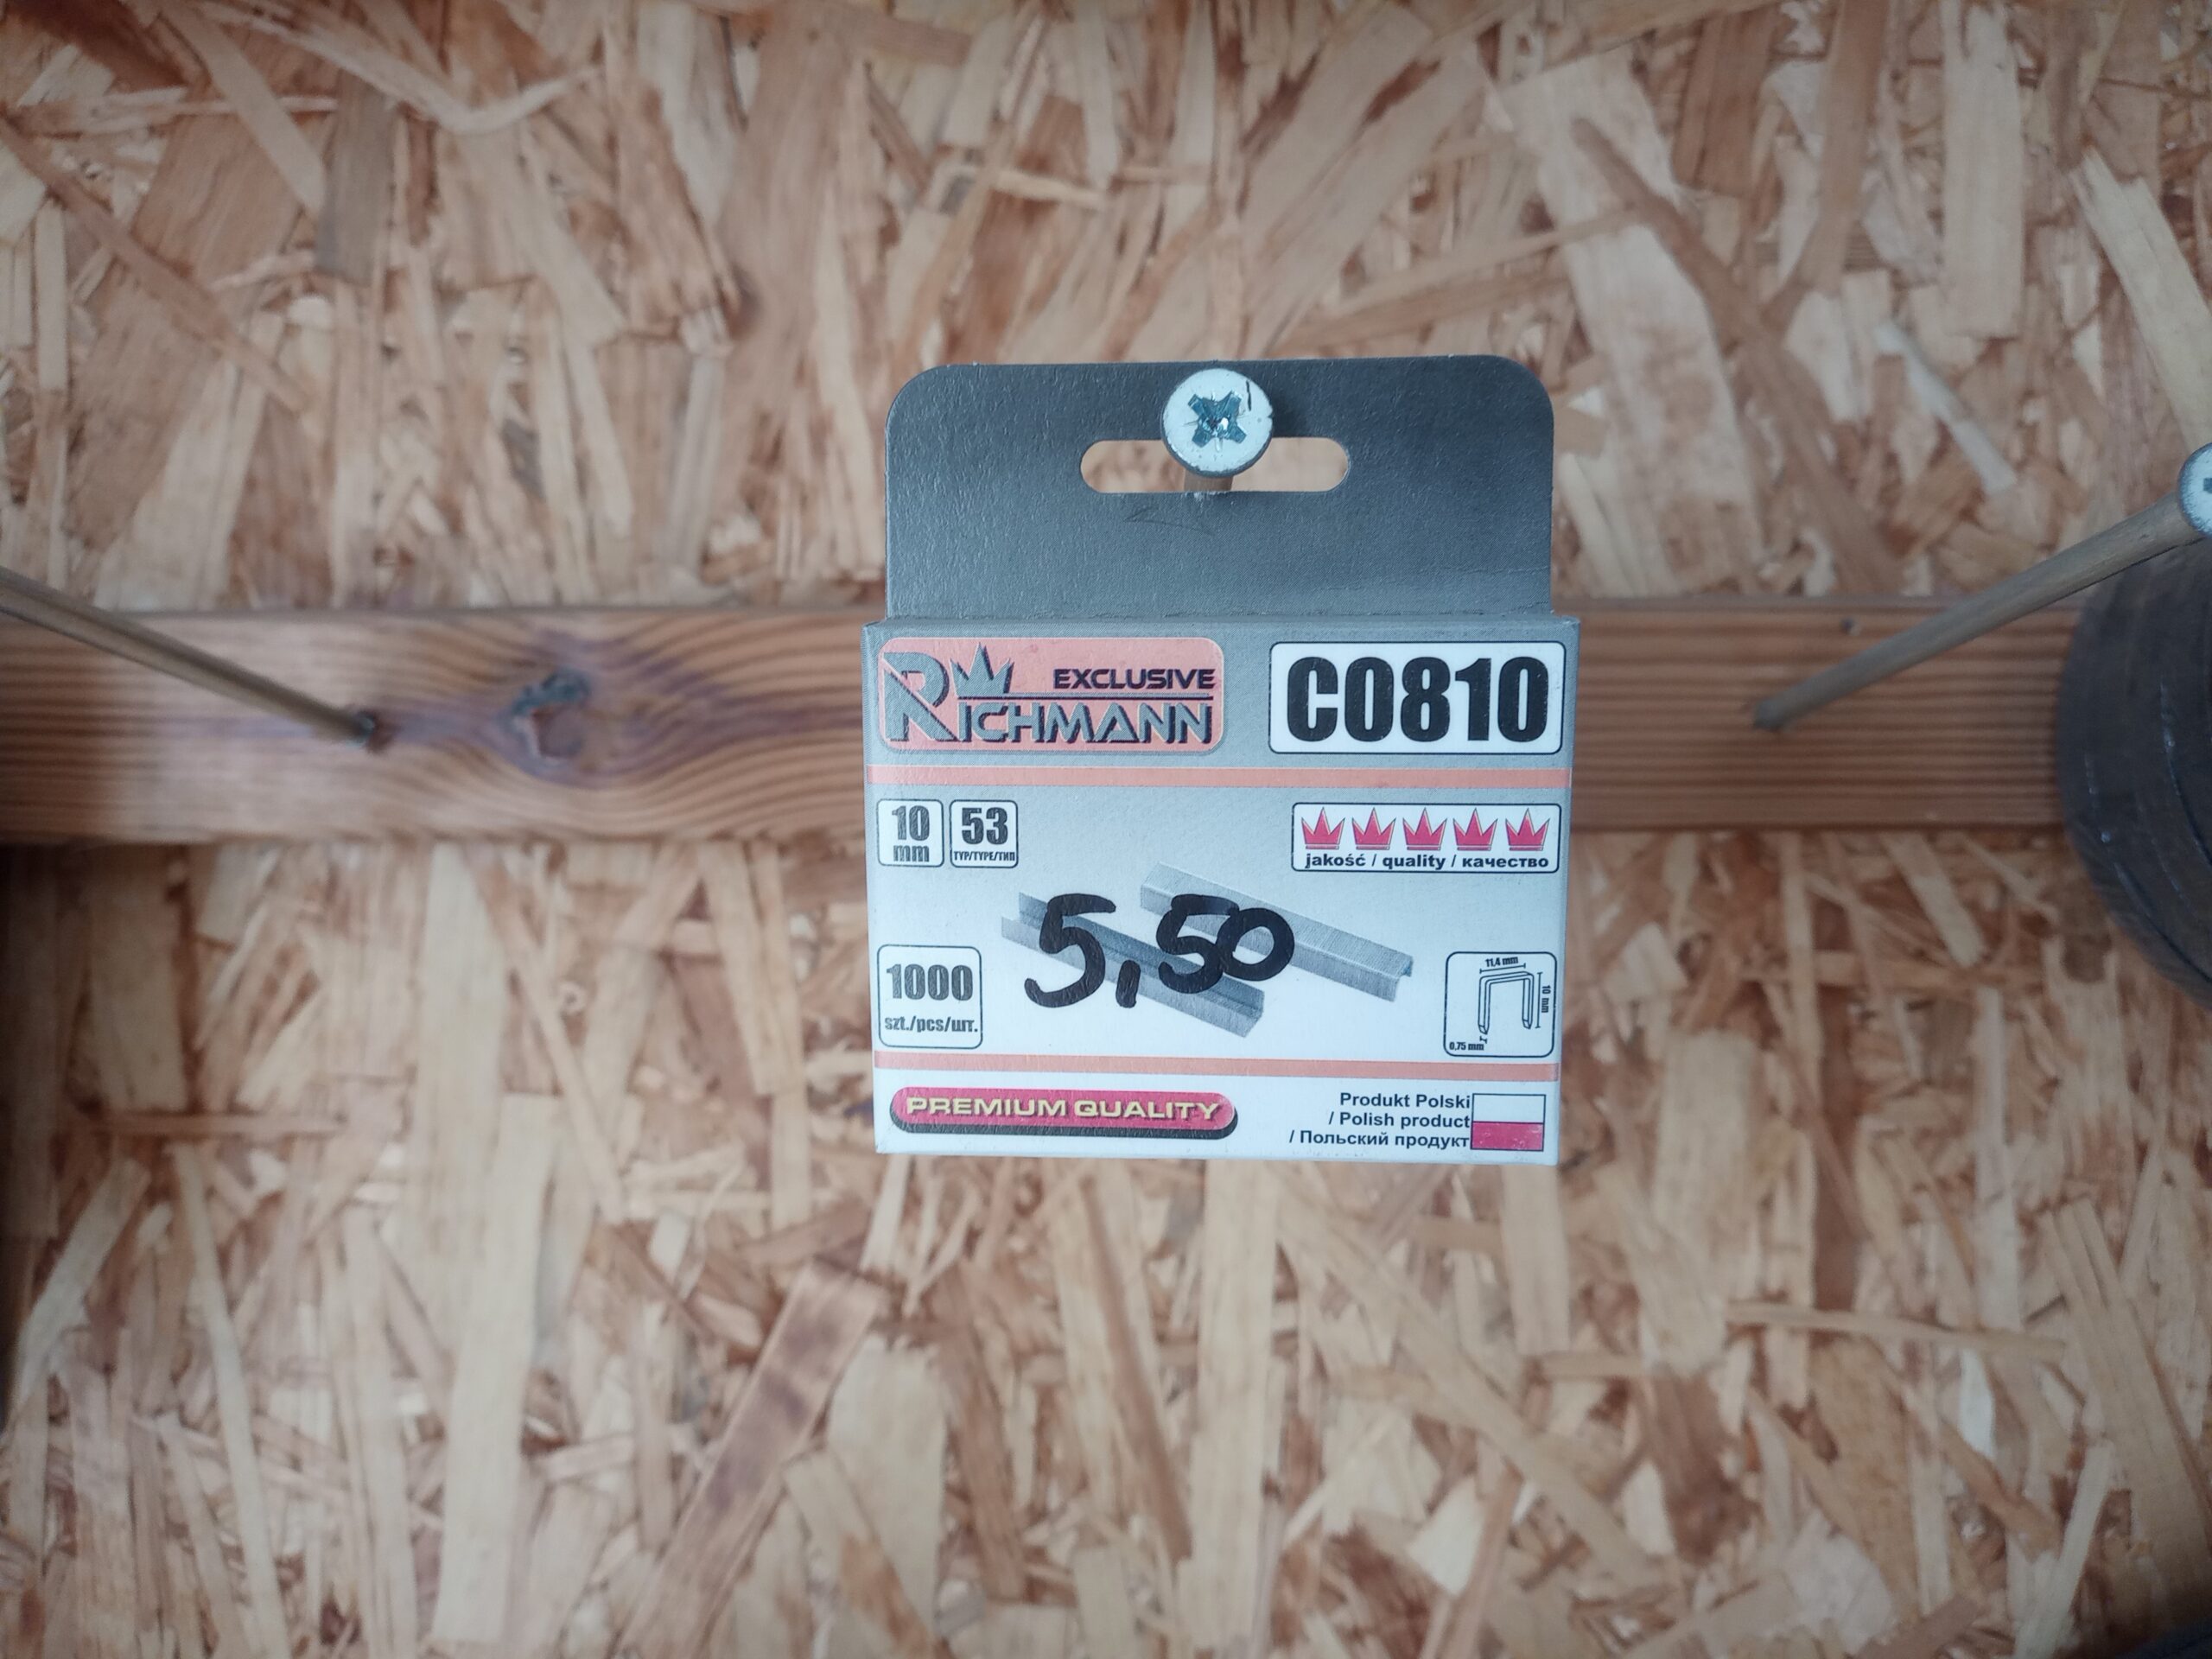 EXCLUSIVE
RICHMANN
C0810
10 mm
53
TYP/TYPE/ТИП
jakość / quality / качество
5,50
1000
szt./pcs/шт.
11,4 mm
10 mm
0,75 mm
PREMIUM QUALITY
Produkt Polski
/ Polish product
/ Польский продукт